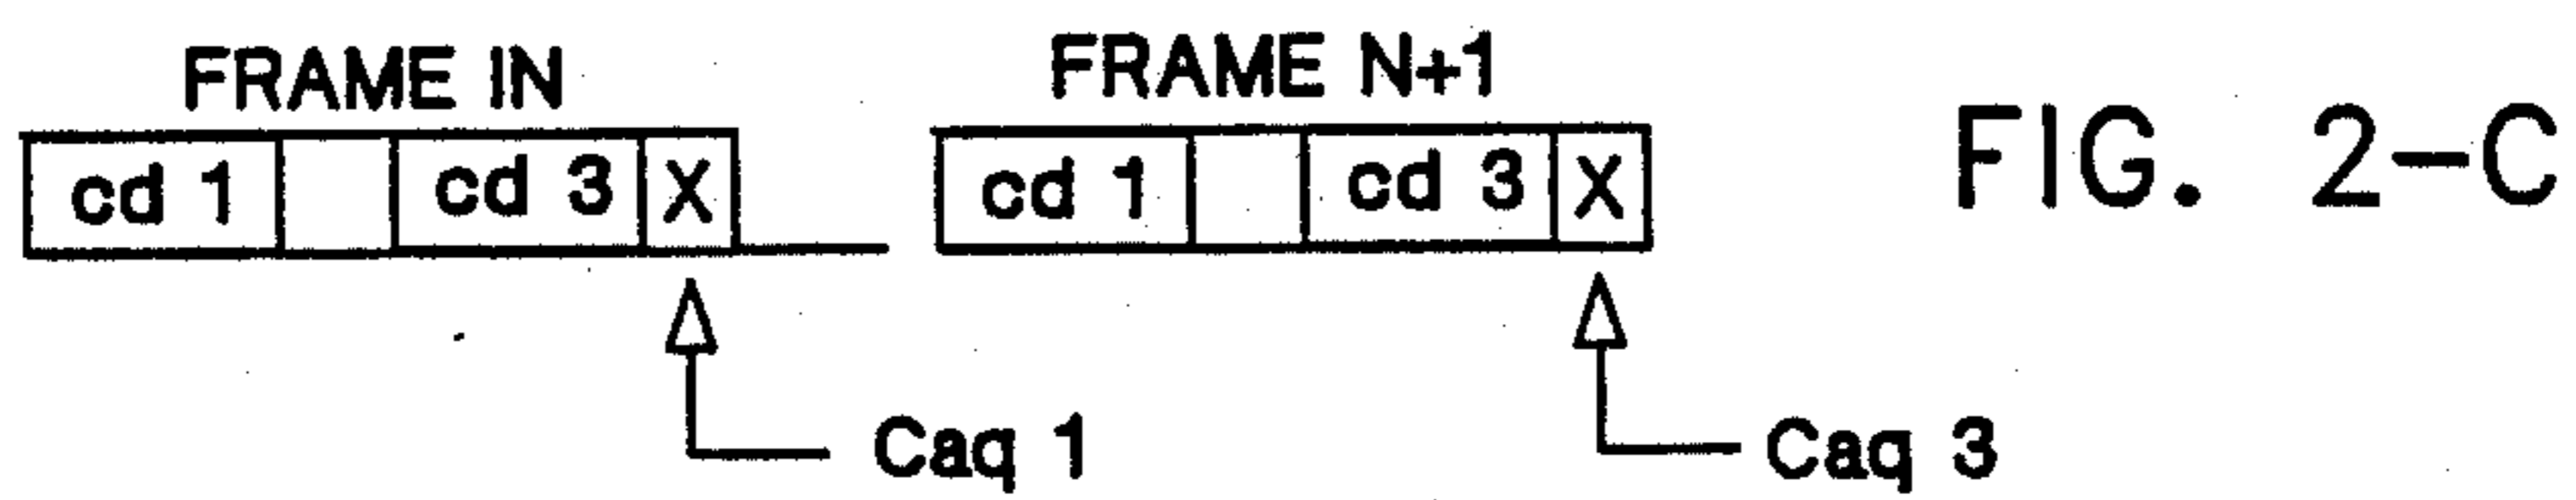 FRAME IN
FRAME N+1
cd 1
cd 3
X
cd 1
cd 3
X
FIG. 2-C
Caq 1
Caq 3